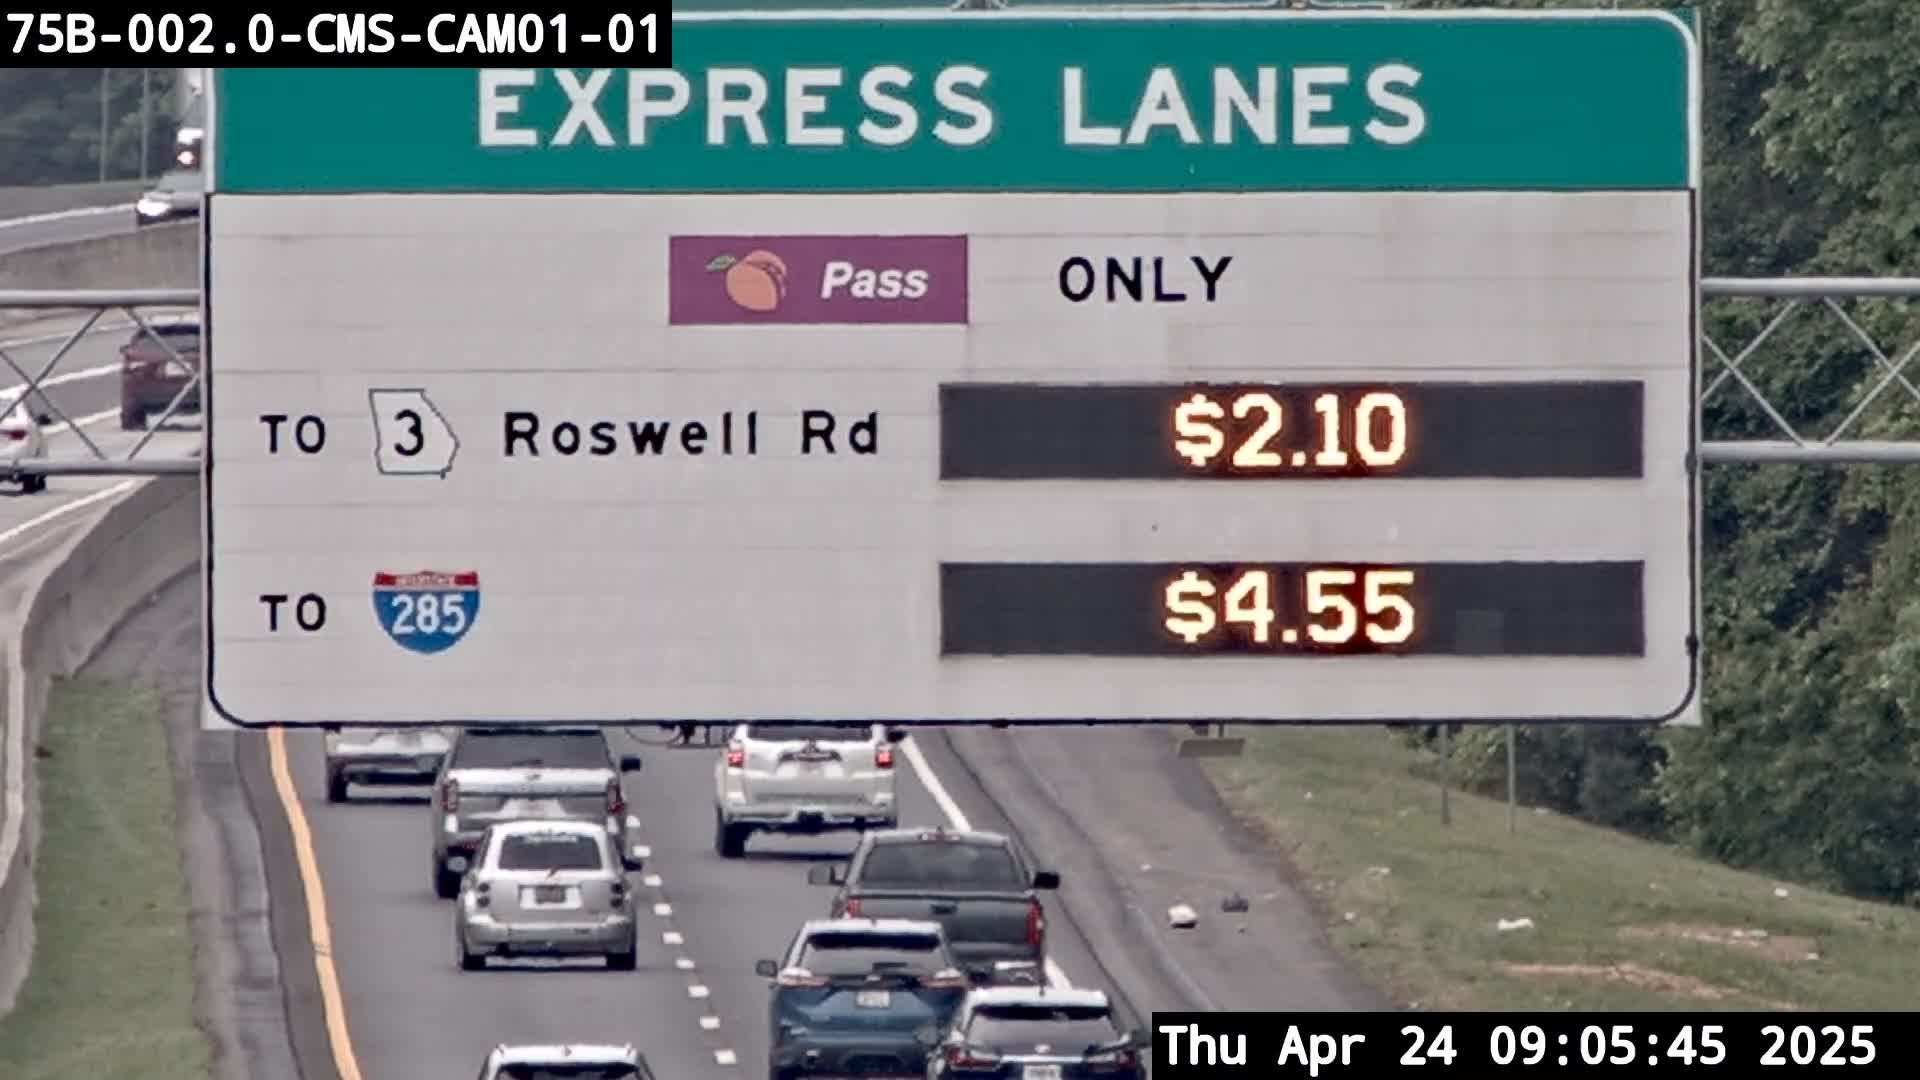 75B-002.0-CMS-CAM01-01
EXPRESS LANES
Pass ONLY
TO 3 Roswell Rd $2.10
TO 285 $4.55
Thu Apr 24 09:05:45 2025